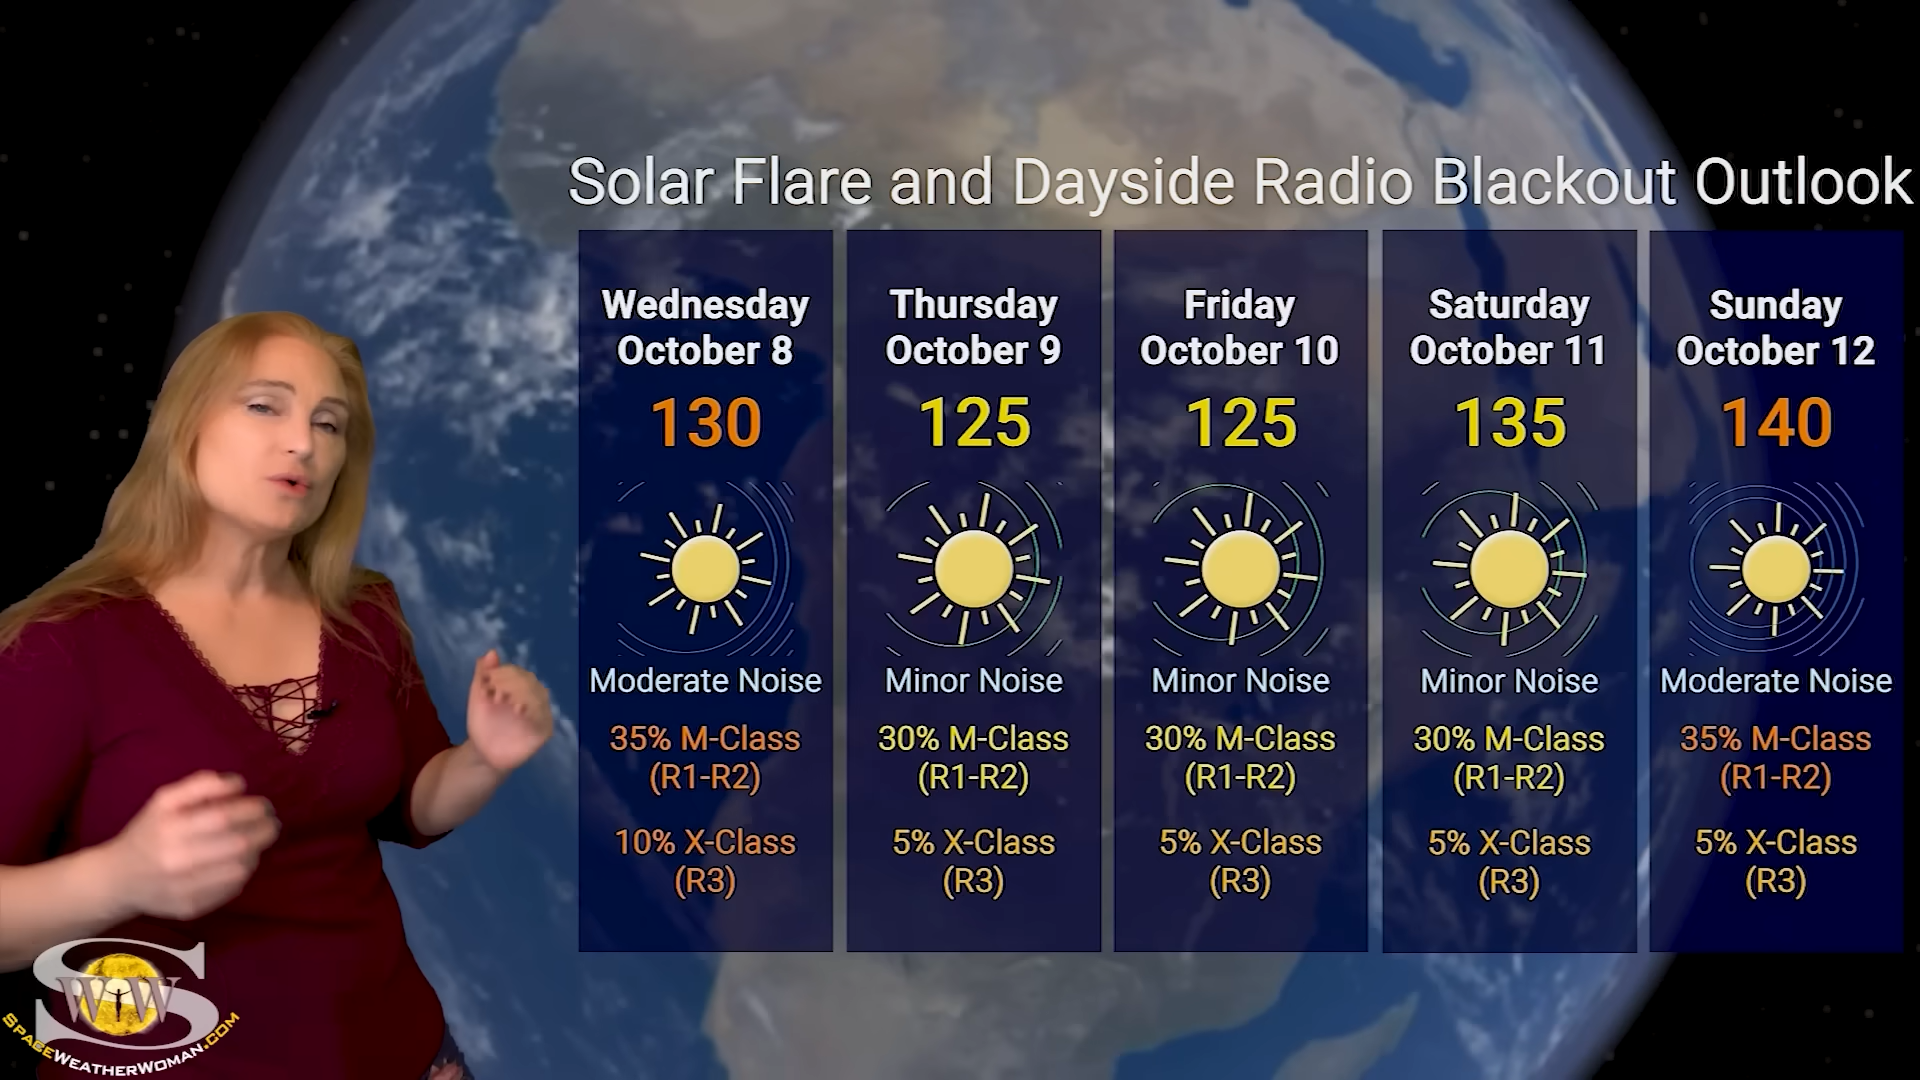 Solar Flare and Dayside Radio Blackout Outlook
Wednesday
October 8
130
Moderate Noise
35% M-Class
(R1-R2)
10% X-Class
(R3)
Thursday
October 9
125
Minor Noise
30% M-Class
(R1-R2)
5% X-Class
(R3)
Friday
October 10
125
Minor Noise
30% M-Class
(R1-R2)
5% X-Class
(R3)
Saturday
October 11
135
Minor Noise
30% M-Class
(R1-R2)
5% X-Class
(R3)
Sunday
October 12
140
Moderate Noise
35% M-Class
(R1-R2)
5% X-Class
(R3)
SWW
SPACEWEATHERWOMAN.COM